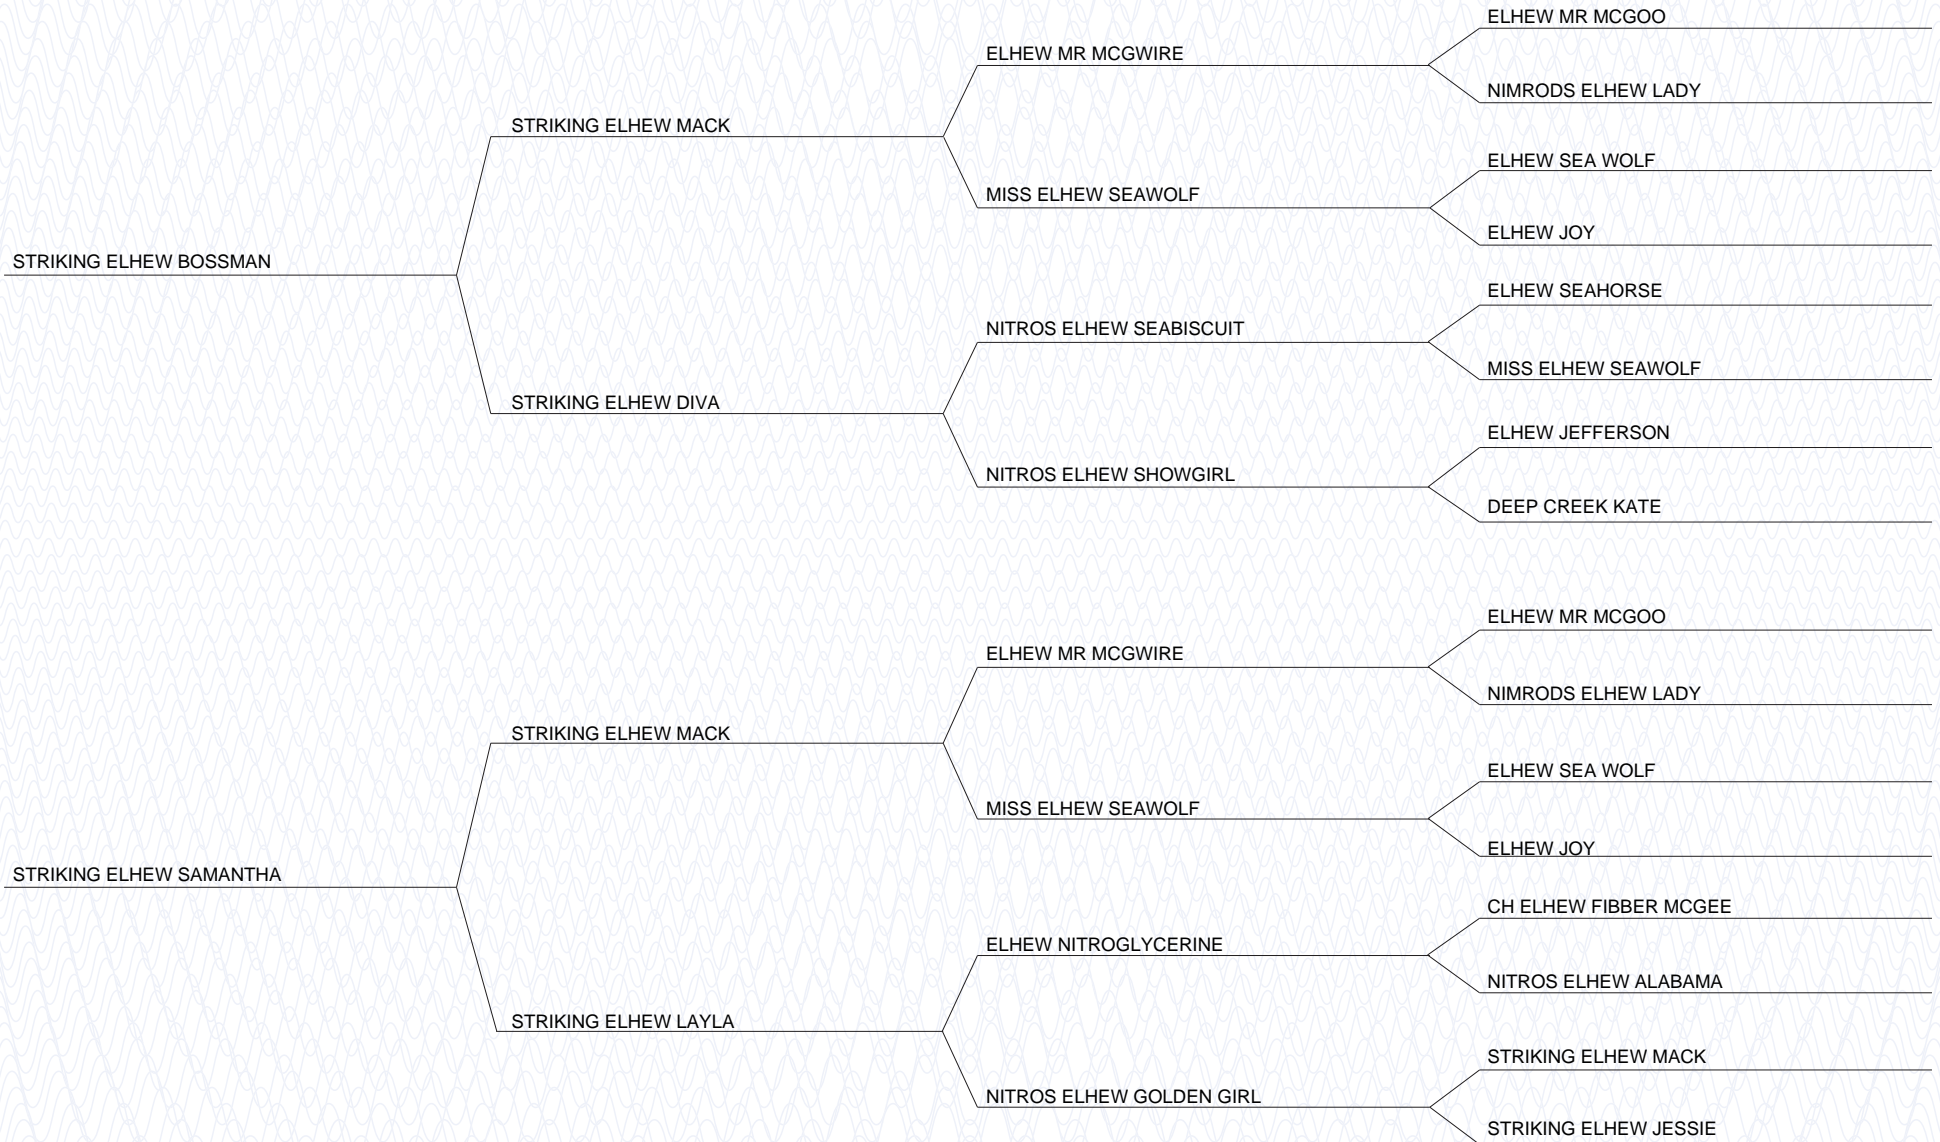 ELHEW MR MCGOO
ELHEW MR MCGWIRE
NIMRODS ELHEW LADY
STRIKING ELHEW MACK
ELHEW SEA WOLF
MISS ELHEW SEAWOLF
ELHEW JOY
STRIKING ELHEW BOSSMAN
ELHEW SEAHORSE
NITROS ELHEW SEABISCUIT
MISS ELHEW SEAWOLF
STRIKING ELHEW DIVA
ELHEW JEFFERSON
NITROS ELHEW SHOWGIRL
DEEP CREEK KATE
ELHEW MR MCGOO
ELHEW MR MCGWIRE
NIMRODS ELHEW LADY
STRIKING ELHEW MACK
ELHEW SEA WOLF
MISS ELHEW SEAWOLF
ELHEW JOY
STRIKING ELHEW SAMANTHA
CH ELHEW FIBBER MCGEE
ELHEW NITROGLYCERINE
NITROS ELHEW ALABAMA
STRIKING ELHEW LAYLA
STRIKING ELHEW MACK
NITROS ELHEW GOLDEN GIRL
STRIKING ELHEW JESSIE